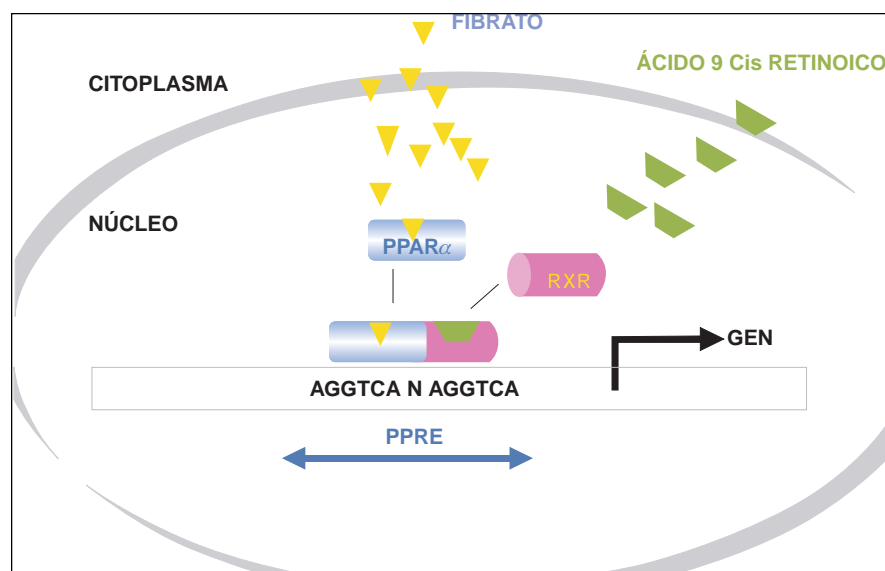 FIBRATO
ÁCIDO 9 Cis RETINOICO
CITOPLASMA
NÚCLEO
PPARα
RXR
GEN
AGGTCA N AGGTCA
PPRE